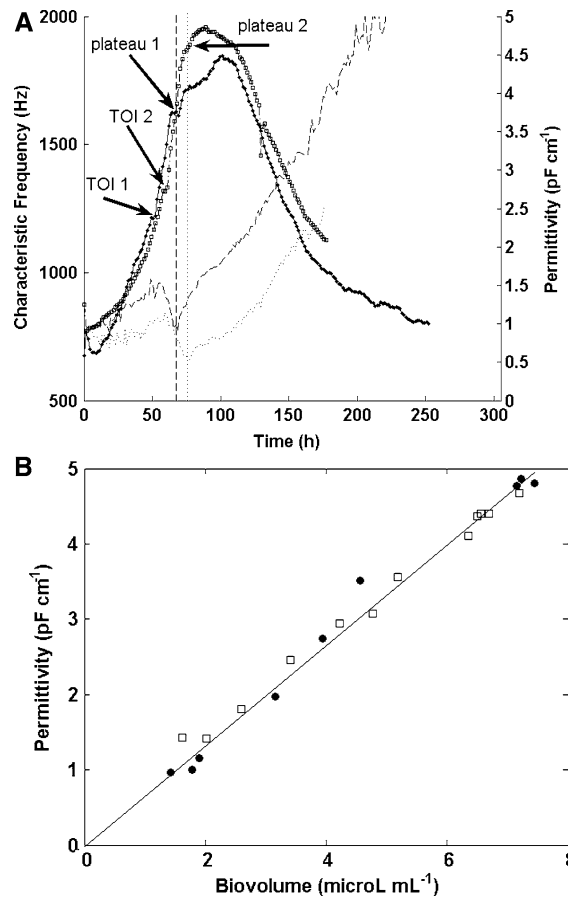 A
Characteristic Frequency (Hz)
2000
1500
1000
500
plateau 1
plateau 2
TOI 2
TOI 1
5
4.5
4
3.5
3
2.5
2
1.5
1
0.5
0
Permittivity (pF cm⁻¹)
0 50 100 150 200 250 300
Time (h)
B
Permittivity (pF cm⁻¹)
5
4
3
2
1
0
0 2 4 6 8
Biovolume (microL mL⁻¹)